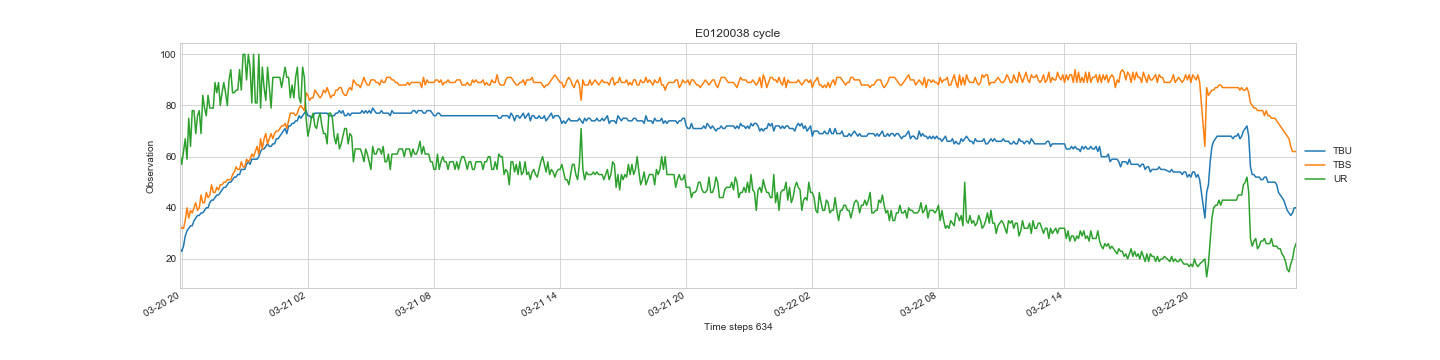 E0120038 cycle
100
80
60
40
20
Observation
03-20 20
03-21 02
03-21 08
03-21 14
03-21 20
03-22 02
03-22 08
03-22 14
03-22 20
Time steps 634
TBU
TBS
UR